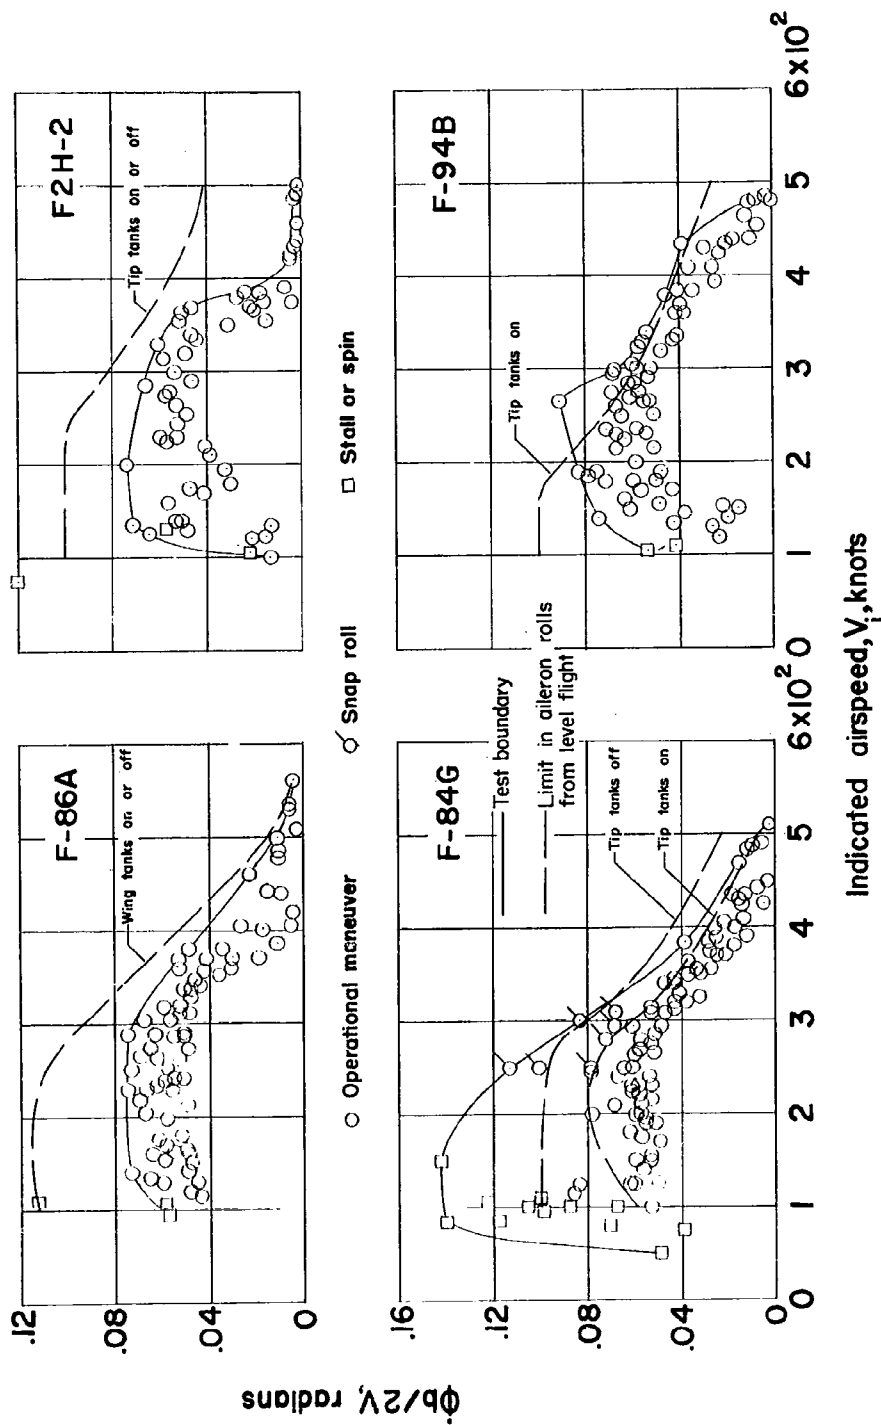 F-86A
Wing tanks on or off
.12
.08
.04
0
F2H-2
Tip tanks on or off
○ Operational maneuver
Snap roll
□ Stall or spin
F-84G
Test boundary
Limit in aileron rolls
from level flight
Tip tanks off
Tip tanks on
.16
.12
.08
.04
0
1
2
3
4
5
6x10²
F-94B
Tip tanks on
0
1
2
3
4
5
6x10²
φ̇b/2V, radians
Indicated airspeed, Vᵢ, knots